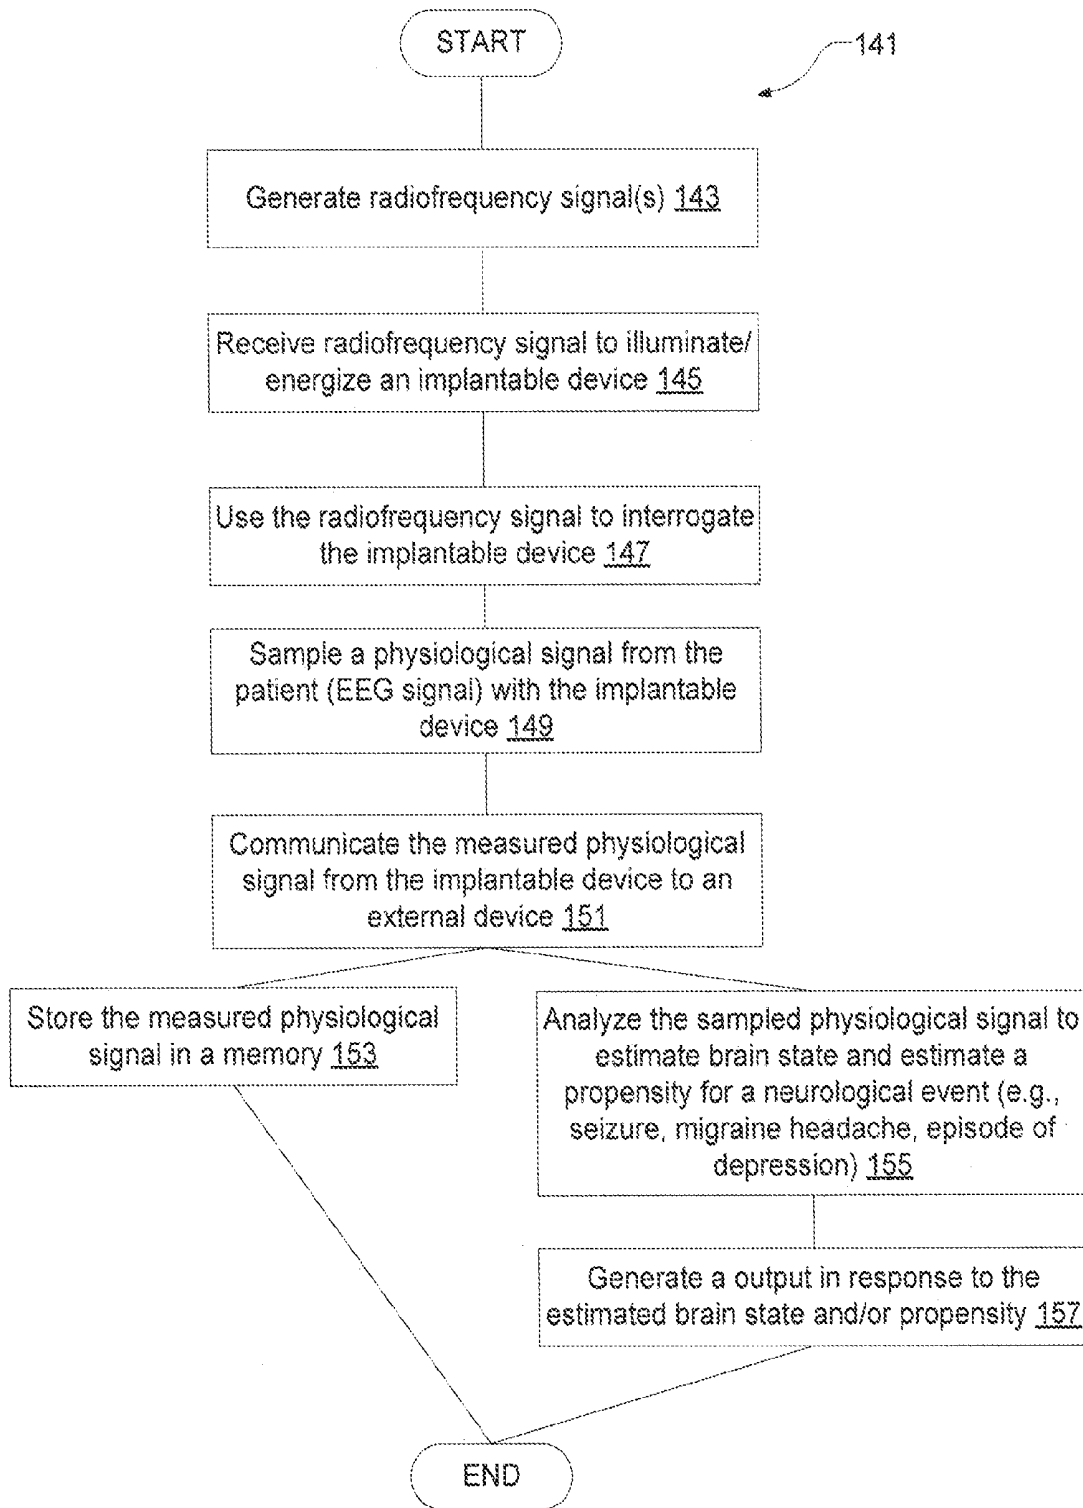 START
141
Generate radiofrequency signal(s) 143
Receive radiofrequency signal to illuminate/
energize an implantable device 145
Use the radiofrequency signal to interrogate
the implantable device 147
Sample a physiological signal from the
patient (EEG signal) with the implantable
device 149
Communicate the measured physiological
signal from the implantable device to an
external device 151
Store the measured physiological
signal in a memory 153
Analyze the sampled physiological signal to
estimate brain state and estimate a
propensity for a neurological event (e.g.,
seizure, migraine headache, episode of
depression) 155
Generate a output in response to the
estimated brain state and/or propensity 157
END